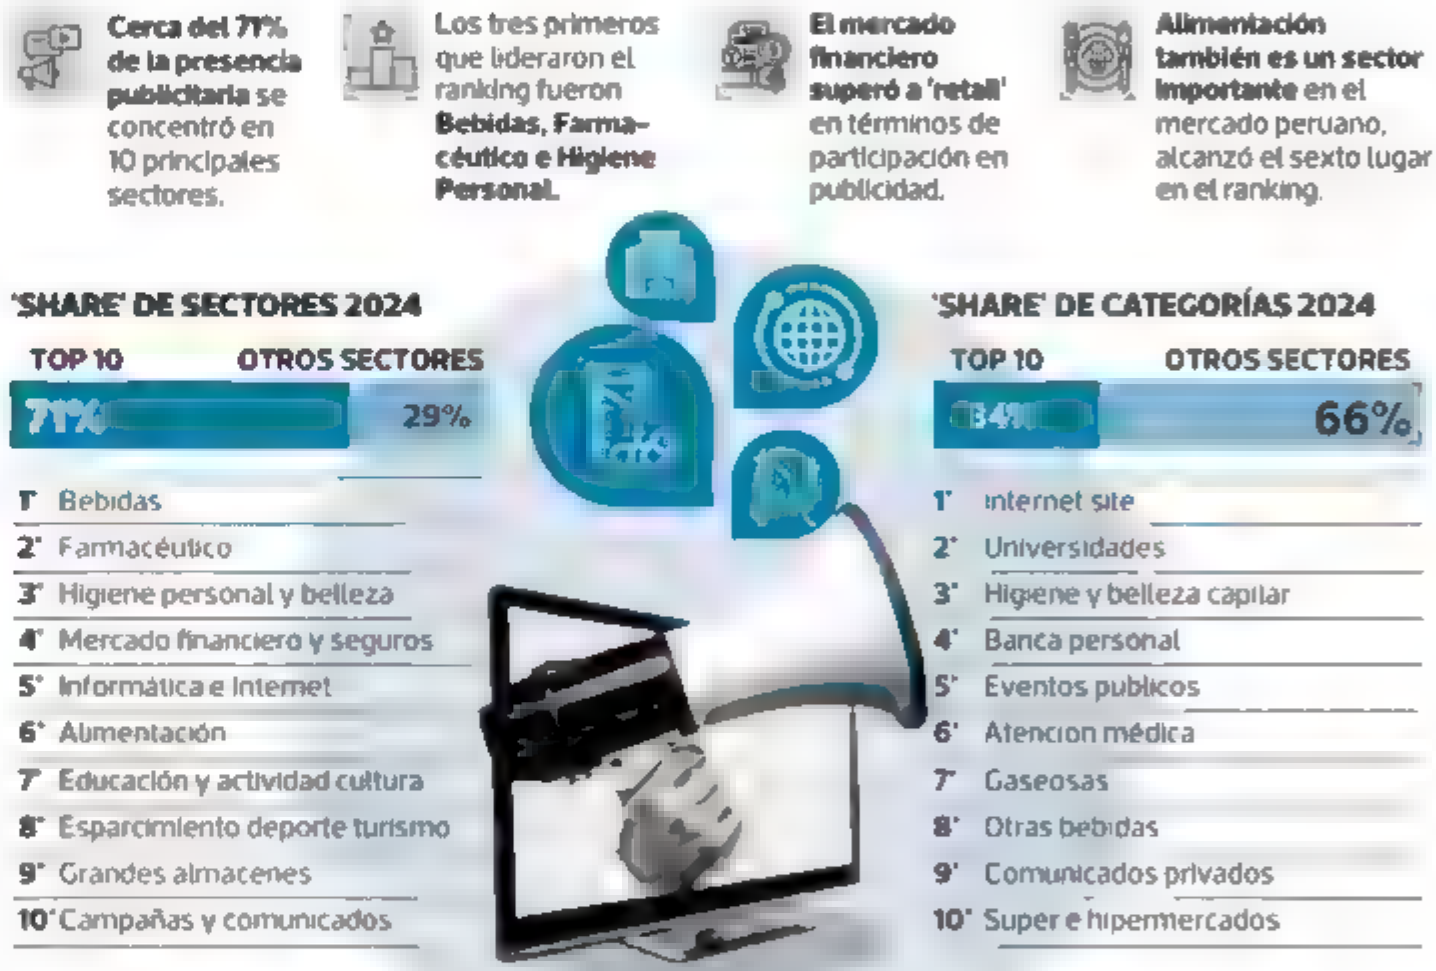 Cerca del 71%
de la presencia
publicitaria se
concentró en
10 principales
sectores.
Los tres primeros
que lideraron el
ranking fueron
Bebidas, Farma-
céutico e Higiene
Personal.
El mercado
financiero
superó a 'retail'
en términos de
participación en
publicidad.
Alimentación
también es un sector
importante en el
mercado peruano,
alcanzó el sexto lugar
en el ranking.
'SHARE' DE SECTORES 2024
TOP 10 OTROS SECTORES
71% 29%
1° Bebidas
2° Farmacéutico
3° Higiene personal y belleza
4° Mercado financiero y seguros
5° Informática e Internet
6° Alimentación
7° Educación y actividad cultura
8° Esparcimiento deporte turismo
9° Grandes almacenes
10° Campañas y comunicados
'SHARE' DE CATEGORÍAS 2024
TOP 10 OTROS SECTORES
34% 66%
1° Internet site
2° Universidades
3° Higiene y belleza capilar
4° Banca personal
5° Eventos publicos
6° Atencion médica
7° Gaseosas
8° Otras bebidas
9° Comunicados privados
10° Super e hipermercados